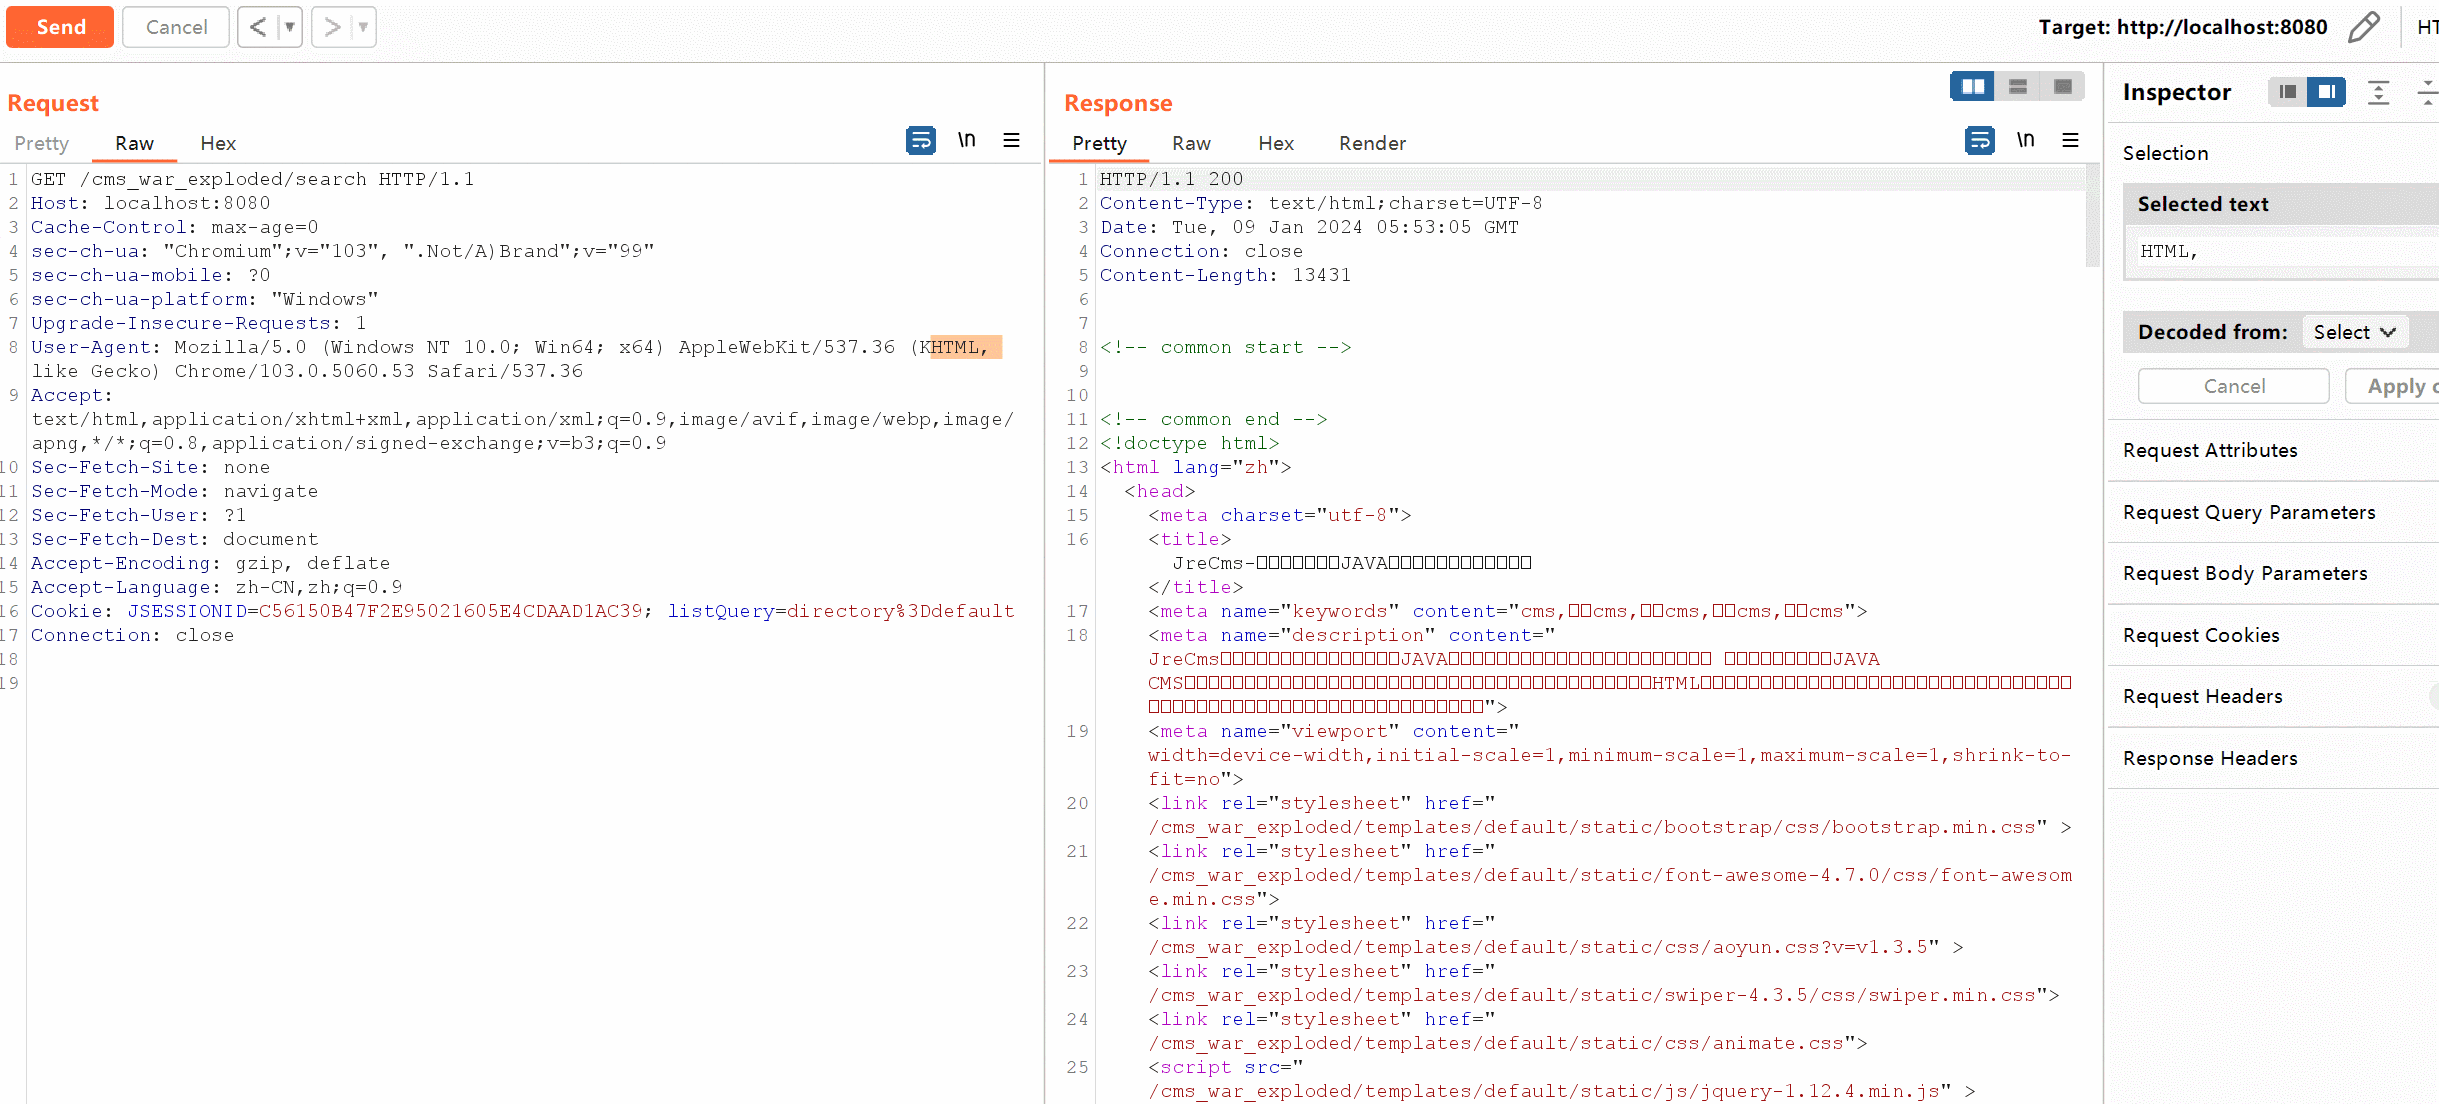 Send
Cancel
<
>
Target: http://localhost:8080
HT
Request
Pretty
Raw
Hex
\n
1 GET /cms_war_exploded/search HTTP/1.1
2 Host: localhost:8080
3 Cache-Control: max-age=0
4 sec-ch-ua: "Chromium";v="103", ".Not/A)Brand";v="99"
5 sec-ch-ua-mobile: ?0
6 sec-ch-ua-platform: "Windows"
7 Upgrade-Insecure-Requests: 1
8 User-Agent: Mozilla/5.0 (Windows NT 10.0; Win64; x64) AppleWebKit/537.36 (KHTML,
like Gecko) Chrome/103.0.5060.53 Safari/537.36
9 Accept:
text/html,application/xhtml+xml,application/xml;q=0.9,image/avif,image/webp,image/
apng,*/*;q=0.8,application/signed-exchange;v=b3;q=0.9
10 Sec-Fetch-Site: none
11 Sec-Fetch-Mode: navigate
12 Sec-Fetch-User: ?1
13 Sec-Fetch-Dest: document
14 Accept-Encoding: gzip, deflate
15 Accept-Language: zh-CN,zh;q=0.9
16 Cookie: JSESSIONID=C56150B47F2E95021605E4CDAAD1AC39; listQuery=directory%3Ddefault
17 Connection: close
18
19
Response
Pretty
Raw
Hex
Render
\n
1 HTTP/1.1 200
2 Content-Type: text/html;charset=UTF-8
3 Date: Tue, 09 Jan 2024 05:53:05 GMT
4 Connection: close
5 Content-Length: 13431
6
7
8 <!-- common start -->
9
10
11 <!-- common end -->
12 <!doctype html>
13 <html lang="zh">
14 <head>
15 <meta charset="utf-8">
16 <title>
JreCms-JAVA
</title>
17 <meta name="keywords" content="cms,cms,cms,cms,cms">
18 <meta name="description" content="
JreCmsJAVA JAVA
CMSHTML
">
19 <meta name="viewport" content="
width=device-width,initial-scale=1,minimum-scale=1,maximum-scale=1,shrink-to-
fit=no">
20 <link rel="stylesheet" href="
/cms_war_exploded/templates/default/static/bootstrap/css/bootstrap.min.css" >
21 <link rel="stylesheet" href="
/cms_war_exploded/templates/default/static/font-awesome-4.7.0/css/font-awesom
e.min.css">
22 <link rel="stylesheet" href="
/cms_war_exploded/templates/default/static/css/aoyun.css?v=v1.3.5" >
23 <link rel="stylesheet" href="
/cms_war_exploded/templates/default/static/swiper-4.3.5/css/swiper.min.css">
24 <link rel="stylesheet" href="
/cms_war_exploded/templates/default/static/css/animate.css">
25 <script src="
/cms_war_exploded/templates/default/static/js/jquery-1.12.4.min.js" >
Inspector
Selection
Selected text
HTML,
Decoded from: Select
Cancel
Apply
Request Attributes
Request Query Parameters
Request Body Parameters
Request Cookies
Request Headers
Response Headers